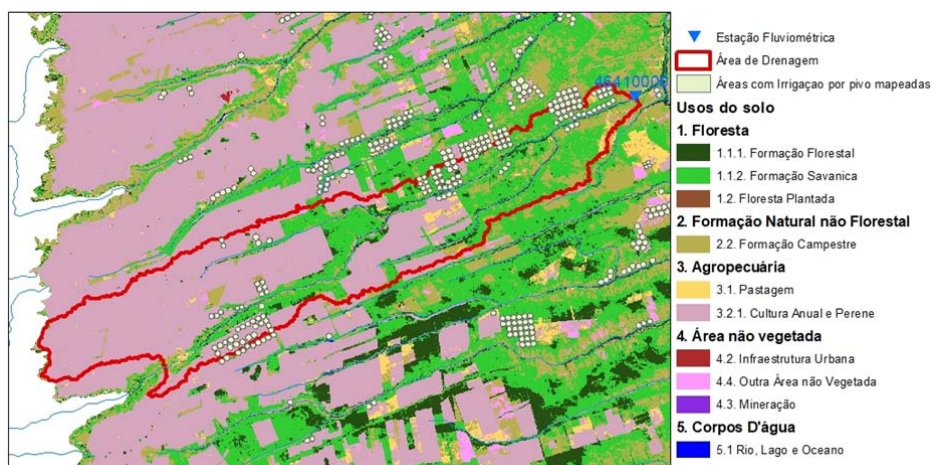 46410000
Estação Fluviométrica
Área de Drenagem
Áreas com Irrigaçao por pivo mapeadas
Usos do solo
1. Floresta
1.1.1. Formação Florestal
1.1.2. Formação Savanica
1.2. Floresta Plantada
2. Formação Natural não Florestal
2.2. Formação Campestre
3. Agropecuária
3.1. Pastagem
3.2.1. Cultura Anual e Perene
4. Área não vegetada
4.2. Infraestrutura Urbana
4.4. Outra Área não Vegetada
4.3. Mineração
5. Corpos D'água
5.1 Rio, Lago e Oceano